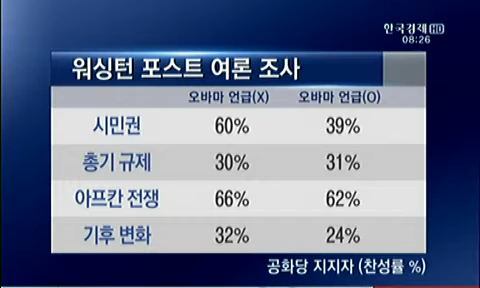 한국경제HD
08:26
워싱턴 포스트 여론 조사
오바마 언급(X) 오바마 언급(O)
시민권 60% 39%
총기 규제 30% 31%
아프칸 전쟁 66% 62%
기후 변화 32% 24%
공화당 지지자 (찬성률 %)